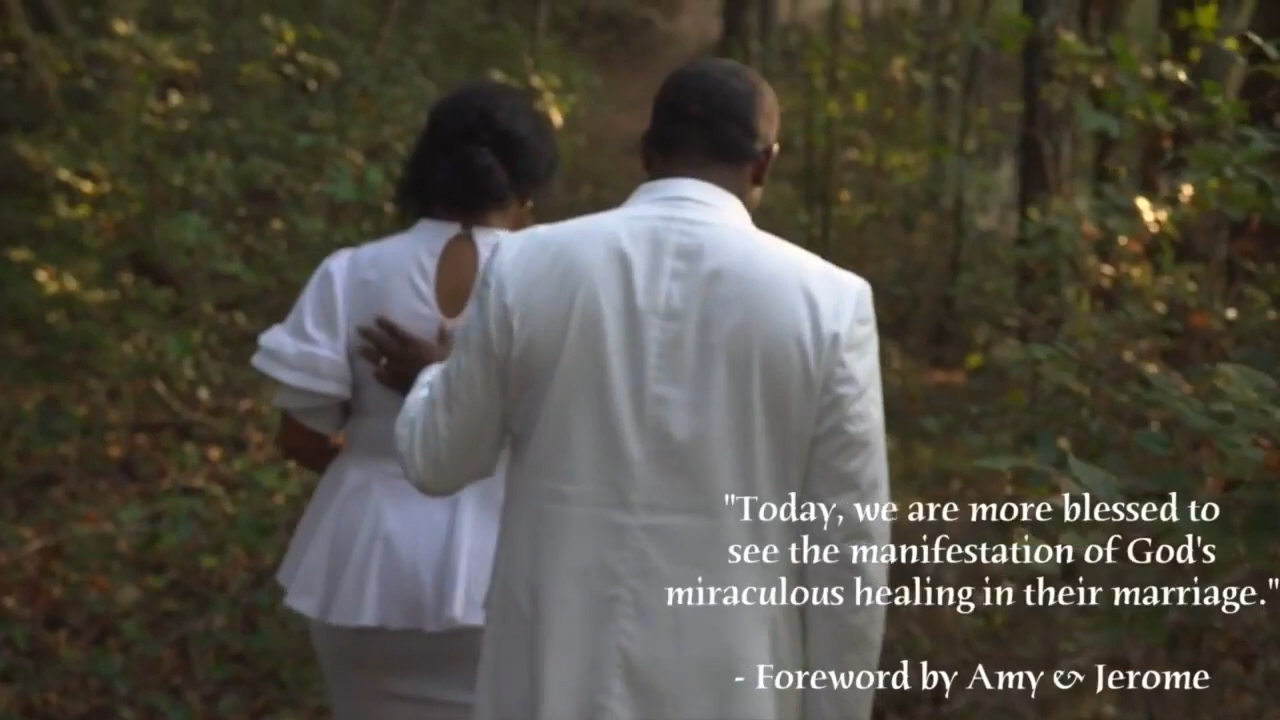 "Today, we are more blessed to
see the manifestation of God's
miraculous healing in their marriage."
- Foreword by Amy & Jerome